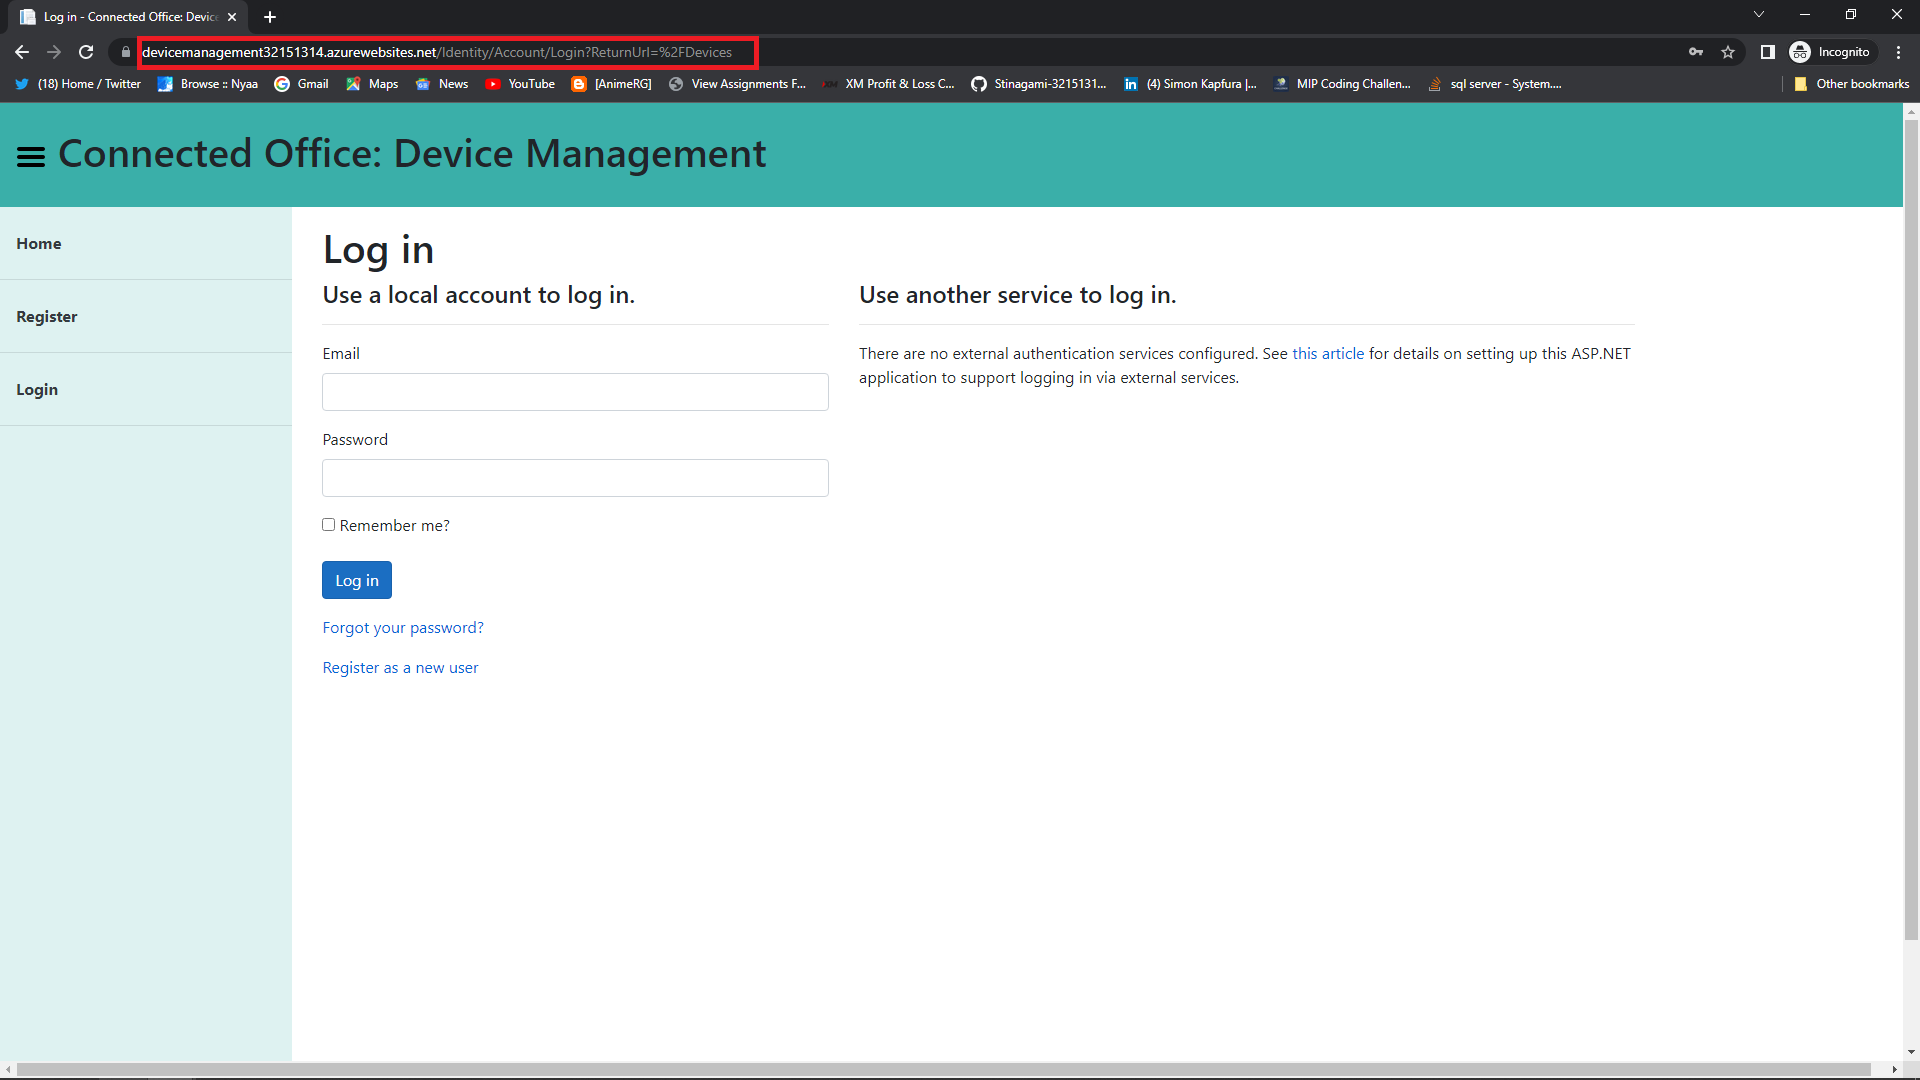 Log in - Connected Office: Devic
devicemanagement32151314.azurewebsites.net/Identity/Account/Login?ReturnUrl=%2FDevices
Incognito
(18) Home / Twitter
Browse :: Nyaa
Gmail
Maps
News
YouTube
[AnimeRG]
View Assignments F...
XM Profit & Loss C...
Stinagami-3215131...
(4) Simon Kapfura |...
MIP Coding Challen...
sql server - System....
Other bookmarks
Connected Office: Device Management
Home
Register
Login
Log in
Use a local account to log in.
Email
Password
Remember me?
Log in
Forgot your password?
Register as a new user
Use another service to log in.
There are no external authentication services configured. See this article for details on setting up this ASP.NET
application to support logging in via external services.